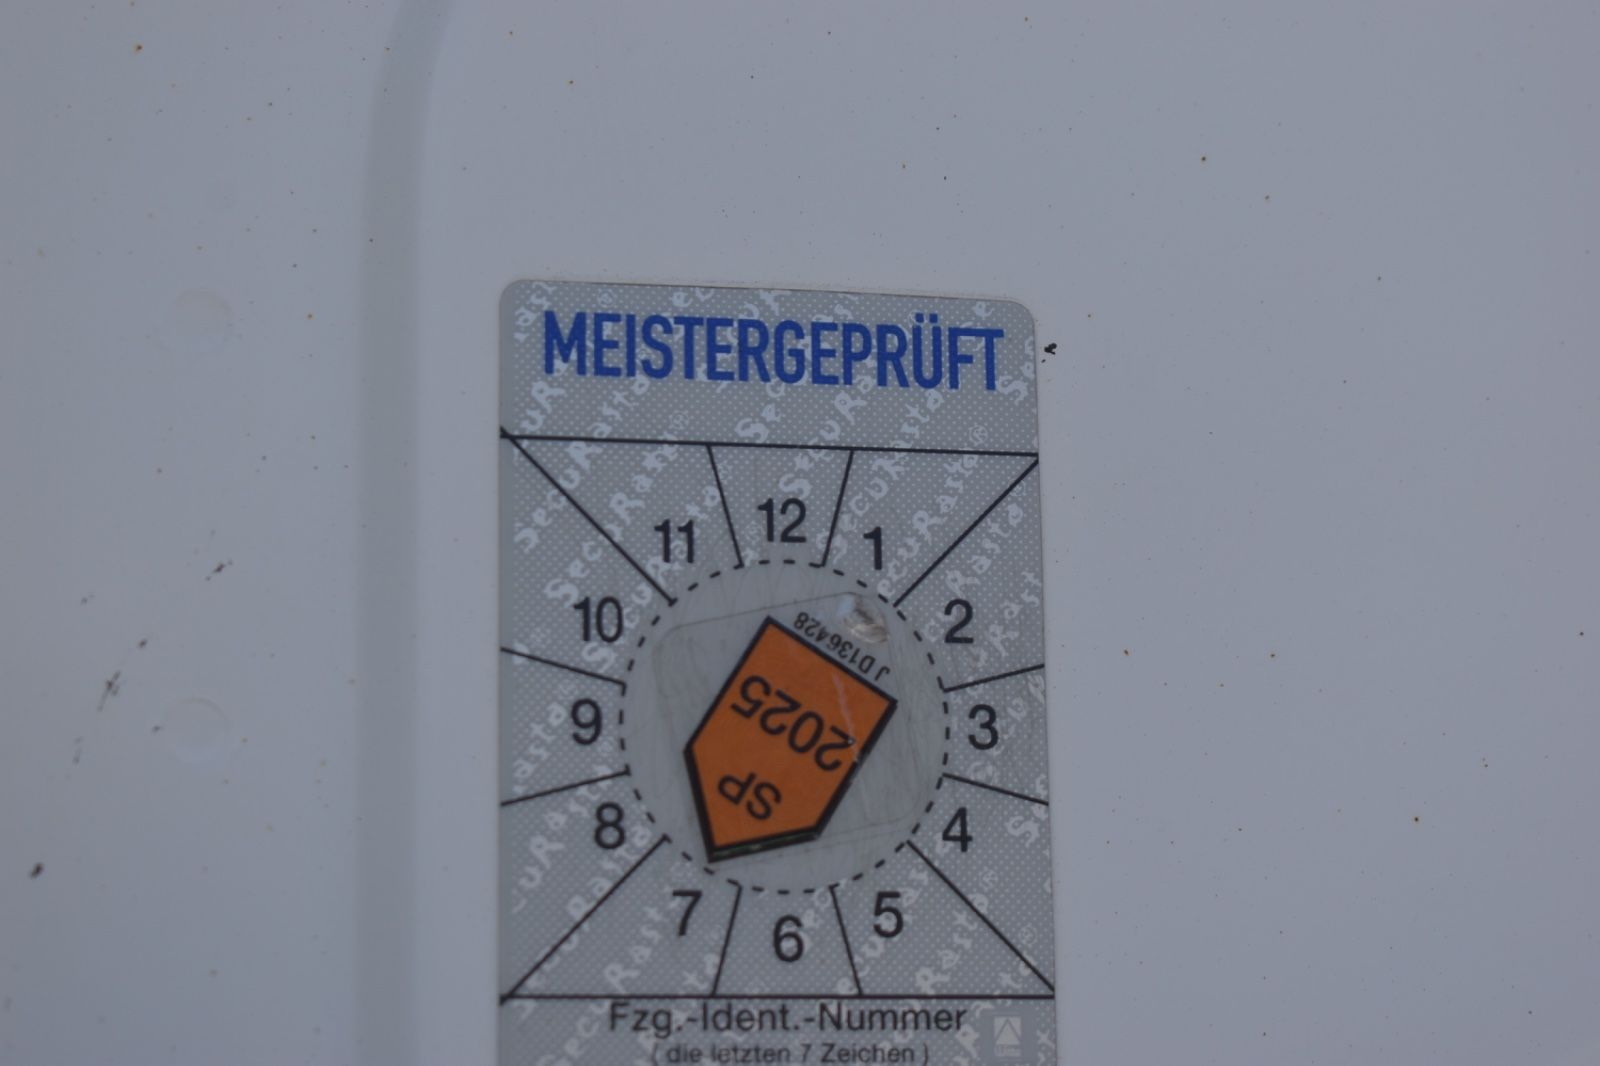 MEISTERGEPRÜFT
11 12 1
10 2
J D136428
2025
9 3
SP
8 4
7 6 5
Fzg.-Ident.-Nummer
(die letzten 7 Zeichen)
SecuRasta®